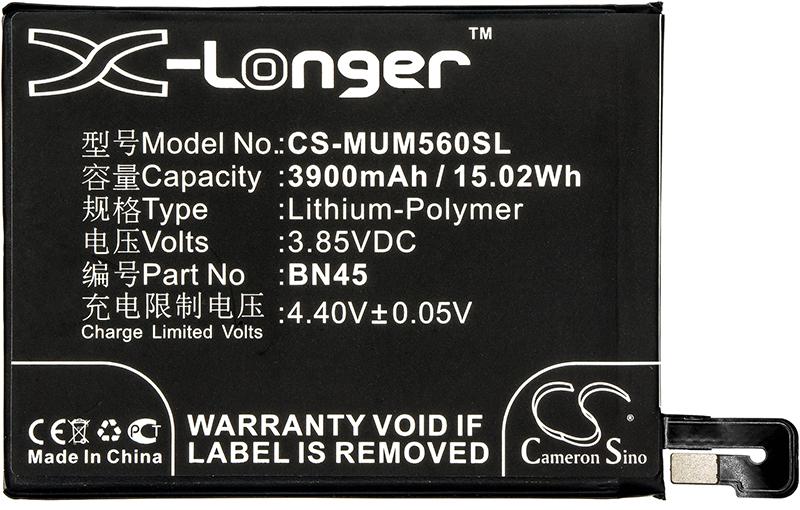 X-Longer™
型号Model No.:CS-MUM560SL
容量Capacity :3900mAh / 15.02Wh
规格Type :Lithium-Polymer
电压Volts :3.85VDC
编号Part No :BN45
充电限制电压 :4.40V±0.05V
Charge Limited Volts
CE PCT
Made In China
WARRANTY VOID IF
LABEL IS REMOVED
CS®
Cameron Sino